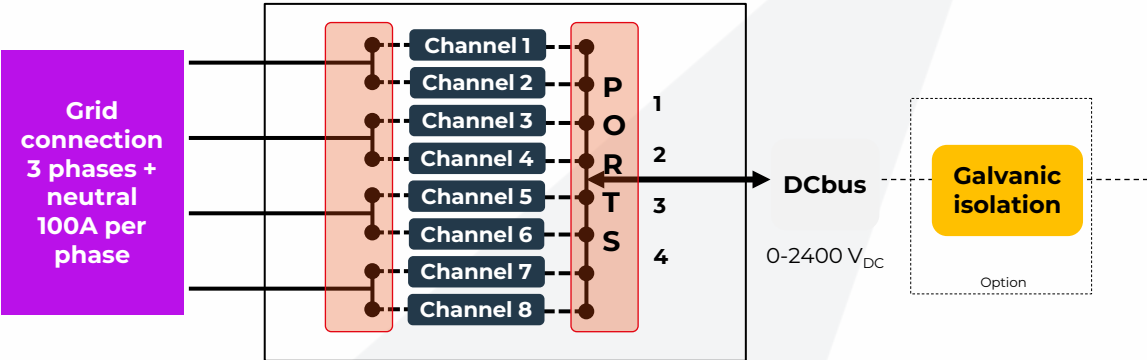 Grid
connection
3 phases +
neutral
100A per
phase
Channel 1
Channel 2
Channel 3
Channel 4
Channel 5
Channel 6
Channel 7
Channel 8
P
O
R
T
S
1
2
3
4
DCbus
0-2400 VDC
Galvanic
isolation
Option